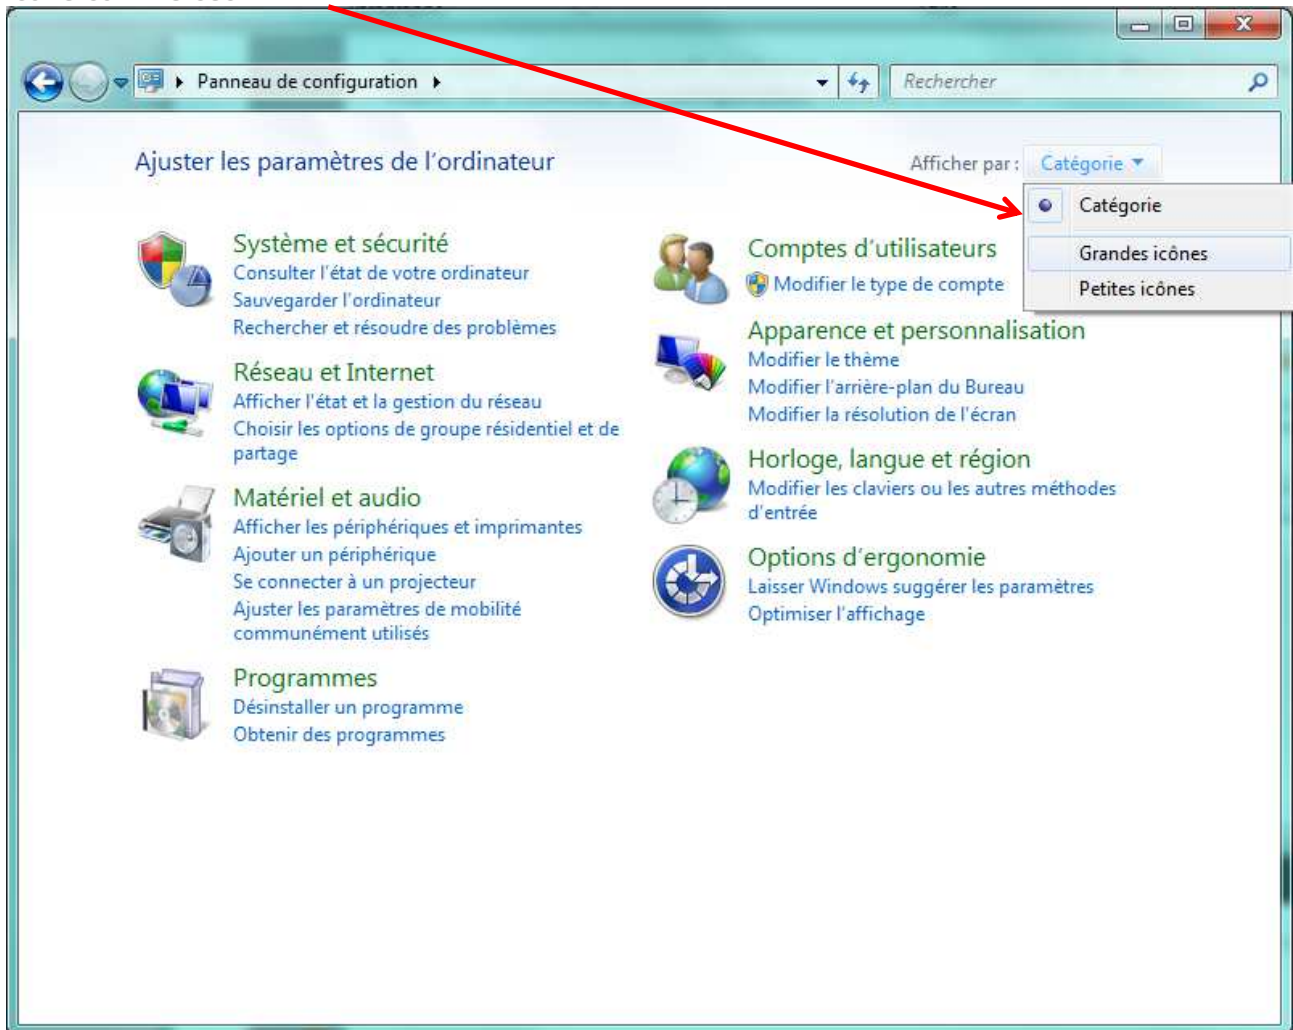 Panneau de configuration
Rechercher
Ajuster les paramètres de l'ordinateur
Afficher par :
Catégorie
Catégorie
Grandes icônes
Petites icônes
Système et sécurité
Consulter l'état de votre ordinateur
Sauvegarder l'ordinateur
Rechercher et résoudre des problèmes
Réseau et Internet
Afficher l'état et la gestion du réseau
Choisir les options de groupe résidentiel et de
partage
Matériel et audio
Afficher les périphériques et imprimantes
Ajouter un périphérique
Se connecter à un projecteur
Ajuster les paramètres de mobilité
communément utilisés
Programmes
Désinstaller un programme
Obtenir des programmes
Comptes d'utilisateurs
Modifier le type de compte
Apparence et personnalisation
Modifier le thème
Modifier l'arrière-plan du Bureau
Modifier la résolution de l'écran
Horloge, langue et région
Modifier les claviers ou les autres méthodes
d'entrée
Options d'ergonomie
Laisser Windows suggérer les paramètres
Optimiser l'affichage